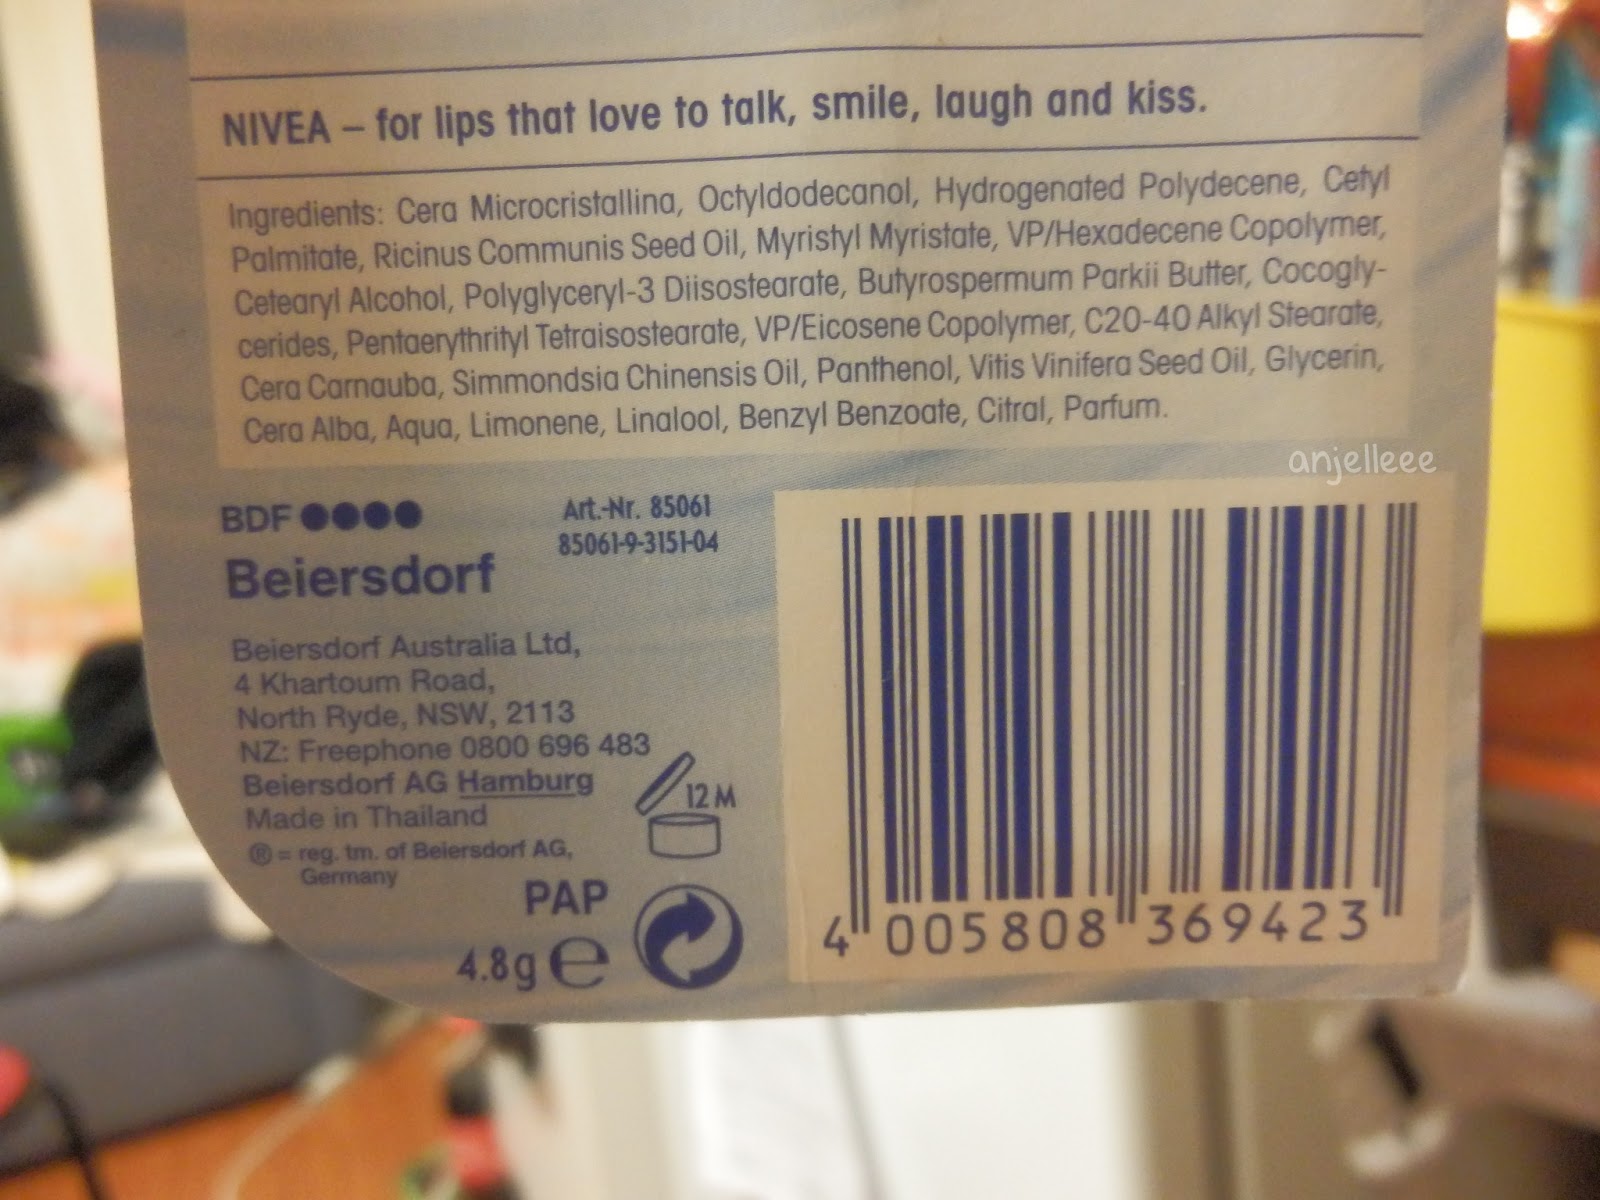 NIVEA – for lips that love to talk, smile, laugh and kiss.
Ingredients: Cera Microcristallina, Octyldodecanol, Hydrogenated Polydecene, Cetyl
Palmitate, Ricinus Communis Seed Oil, Myristyl Myristate, VP/Hexadecene Copolymer,
Cetearyl Alcohol, Polyglyceryl-3 Diisostearate, Butyrospermum Parkii Butter, Cocogly-
cerides, Pentaerythrityl Tetraisostearate, VP/Eicosene Copolymer, C20-40 Alkyl Stearate,
Cera Carnauba, Simmondsia Chinensis Oil, Panthenol, Vitis Vinifera Seed Oil, Glycerin,
Cera Alba, Aqua, Limonene, Linalool, Benzyl Benzoate, Citral, Parfum.
anjelleee
BDF ●●●●
Beiersdorf
Art.-Nr. 85061
85061-9-3151-04
Beiersdorf Australia Ltd,
4 Khartoum Road,
North Ryde, NSW, 2113
NZ: Freephone 0800 696 483
Beiersdorf AG Hamburg
Made in Thailand
® = reg. tm. of Beiersdorf AG,
Germany
12 M
PAP
4.8g ℮
4 005808 369423